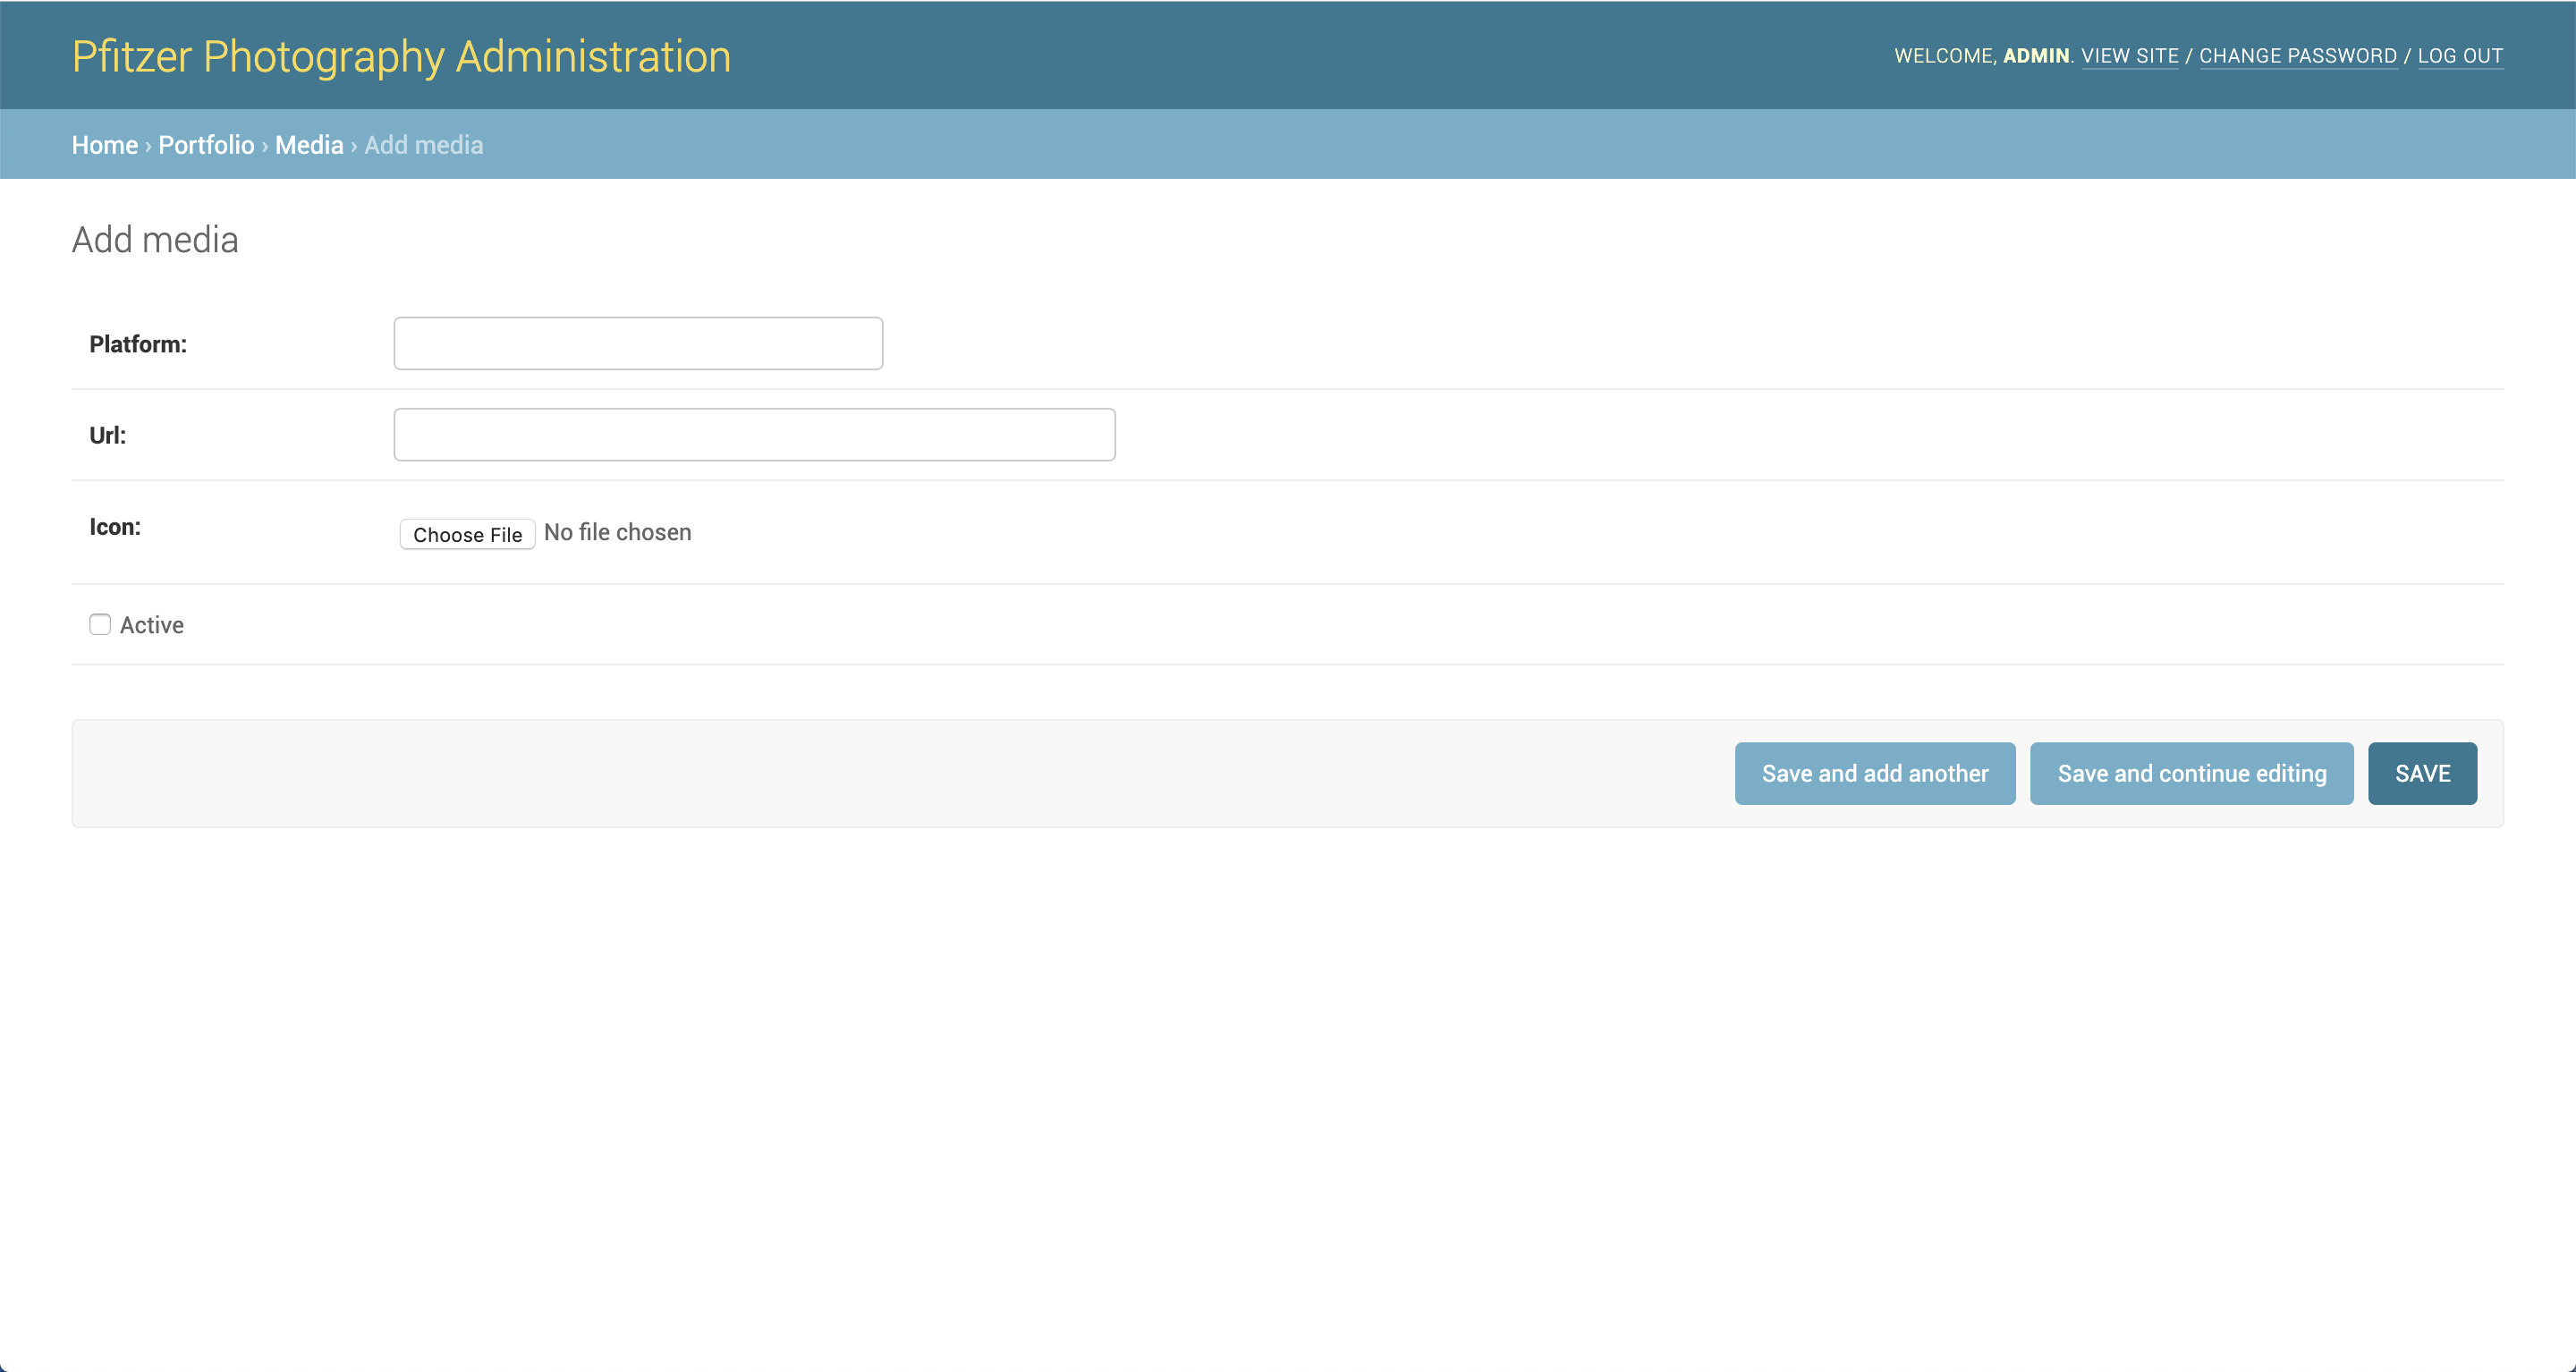 Pfitzer Photography Administration
WELCOME, ADMIN. VIEW SITE / CHANGE PASSWORD / LOG OUT
Home › Portfolio › Media › Add media
Add media
Platform:
Url:
Icon: Choose File No file chosen
Active
Save and add another Save and continue editing SAVE